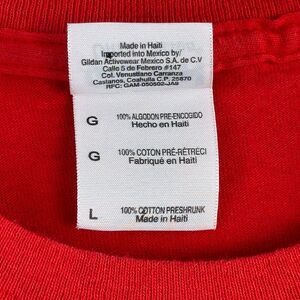 Made in Haiti
Imported into Mexico by/
Gildan Activewear Mexico S.A. de C.V
Calle 5 de Febrero #147
Col. Venustiano Carranza
Castanos, Coahuila C.P. 25870
RFC: GAM-050502-JA9
G 100% ALGODON PRE-ENCOGIDO
Hecho en Haití
G 100% COTON PRÉ-RÉTRECI
Fabriqué en Haiti
L 100% COTTON PRESHRUNK
Made in Haiti